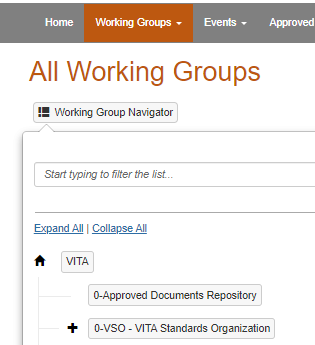 Home Working Groups Events Approved
All Working Groups
Working Group Navigator
Start typing to filter the list...
Expand All | Collapse All
VITA
0-Approved Documents Repository
0-VSO - VITA Standards Organization